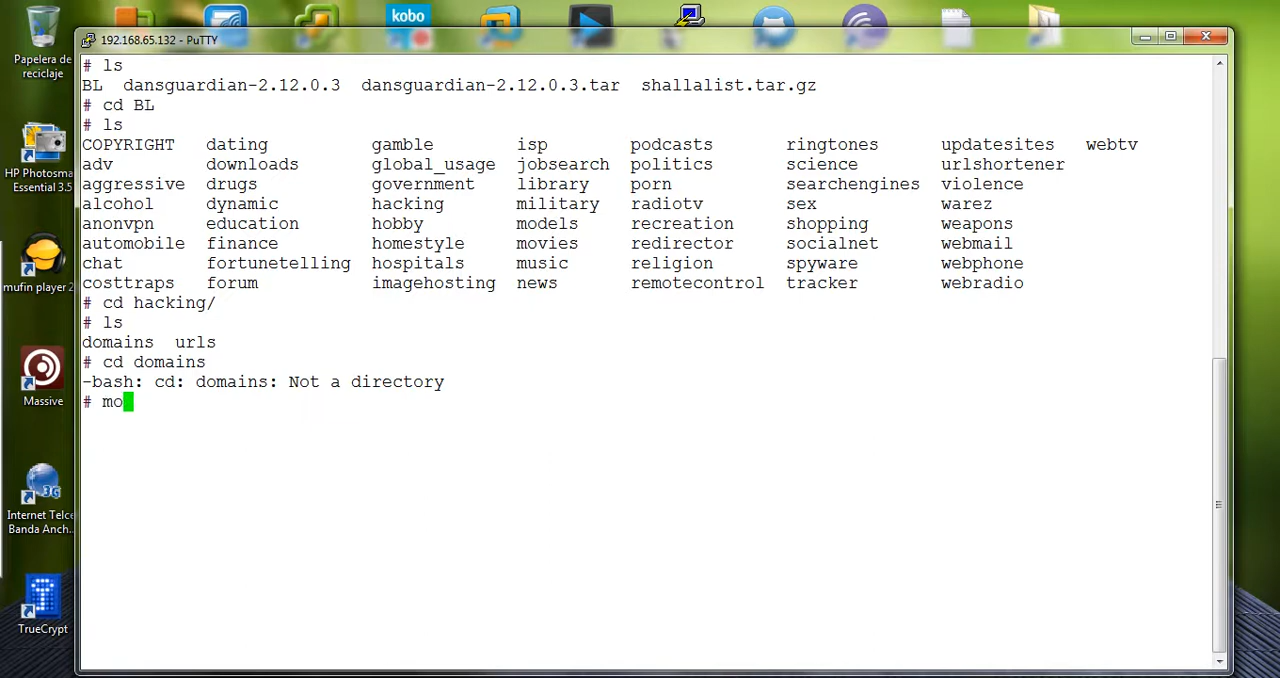 Papelera de
reciclaje
kobo
192.168.65.132 - PuTTY
# ls
BL  dansguardian-2.12.0.3  dansguardian-2.12.0.3.tar  shallalist.tar.gz
# cd BL
# ls
COPYRIGHT  dating  gamble  isp  podcasts  ringtones  updatesites  webtv
adv  downloads  global_usage  jobsearch  politics  science  urlshortener
aggressive  drugs  government  library  porn  searchengines  violence
alcohol  dynamic  hacking  military  radiotv  sex  warez
anonvpn  education  hobby  models  recreation  shopping  weapons
automobile  finance  homestyle  movies  redirector  socialnet  webmail
chat  fortunetelling  hospitals  music  religion  spyware  webphone
costtraps  forum  imagehosting  news  remotecontrol  tracker  webradio
# cd hacking/
# ls
domains  urls
# cd domains
-bash: cd: domains: Not a directory
# mo
HP Photosma
Essential 3.5
mufin player 2
Massive
3G
Internet Telce
Banda Anch...
TrueCrypt